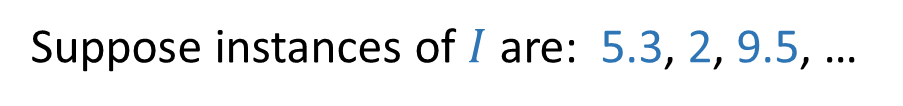 Suppose instances of I are: 5.3, 2, 9.5, ...